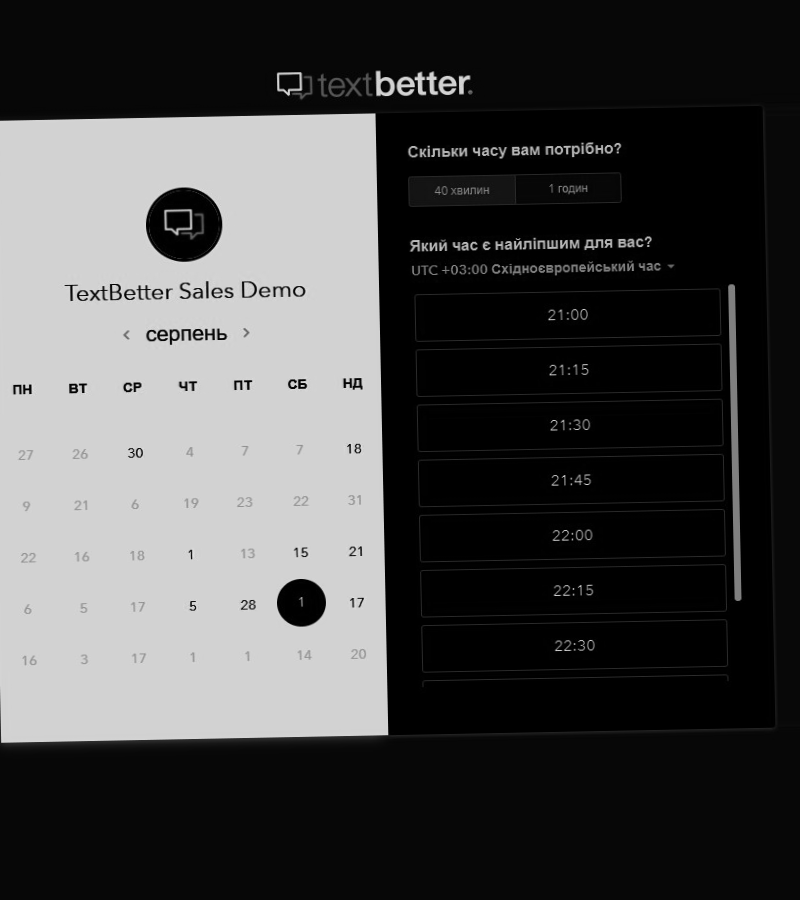 textbetter.
TextBetter Sales Demo
серпень
ПН ВТ СР ЧТ ПТ СБ НД
27 26 30 4 7 7 18
9 21 6 19 23 22 31
22 16 18 1 13 15 21
6 5 17 5 28 1 17
16 3 17 1 1 14 20
Скільки часу вам потрібно?
40 хвилин 1 годин
Який час є найліпшим для вас?
UTC +03:00 Східноєвропейський час
21:00
21:15
21:30
21:45
22:00
22:15
22:30